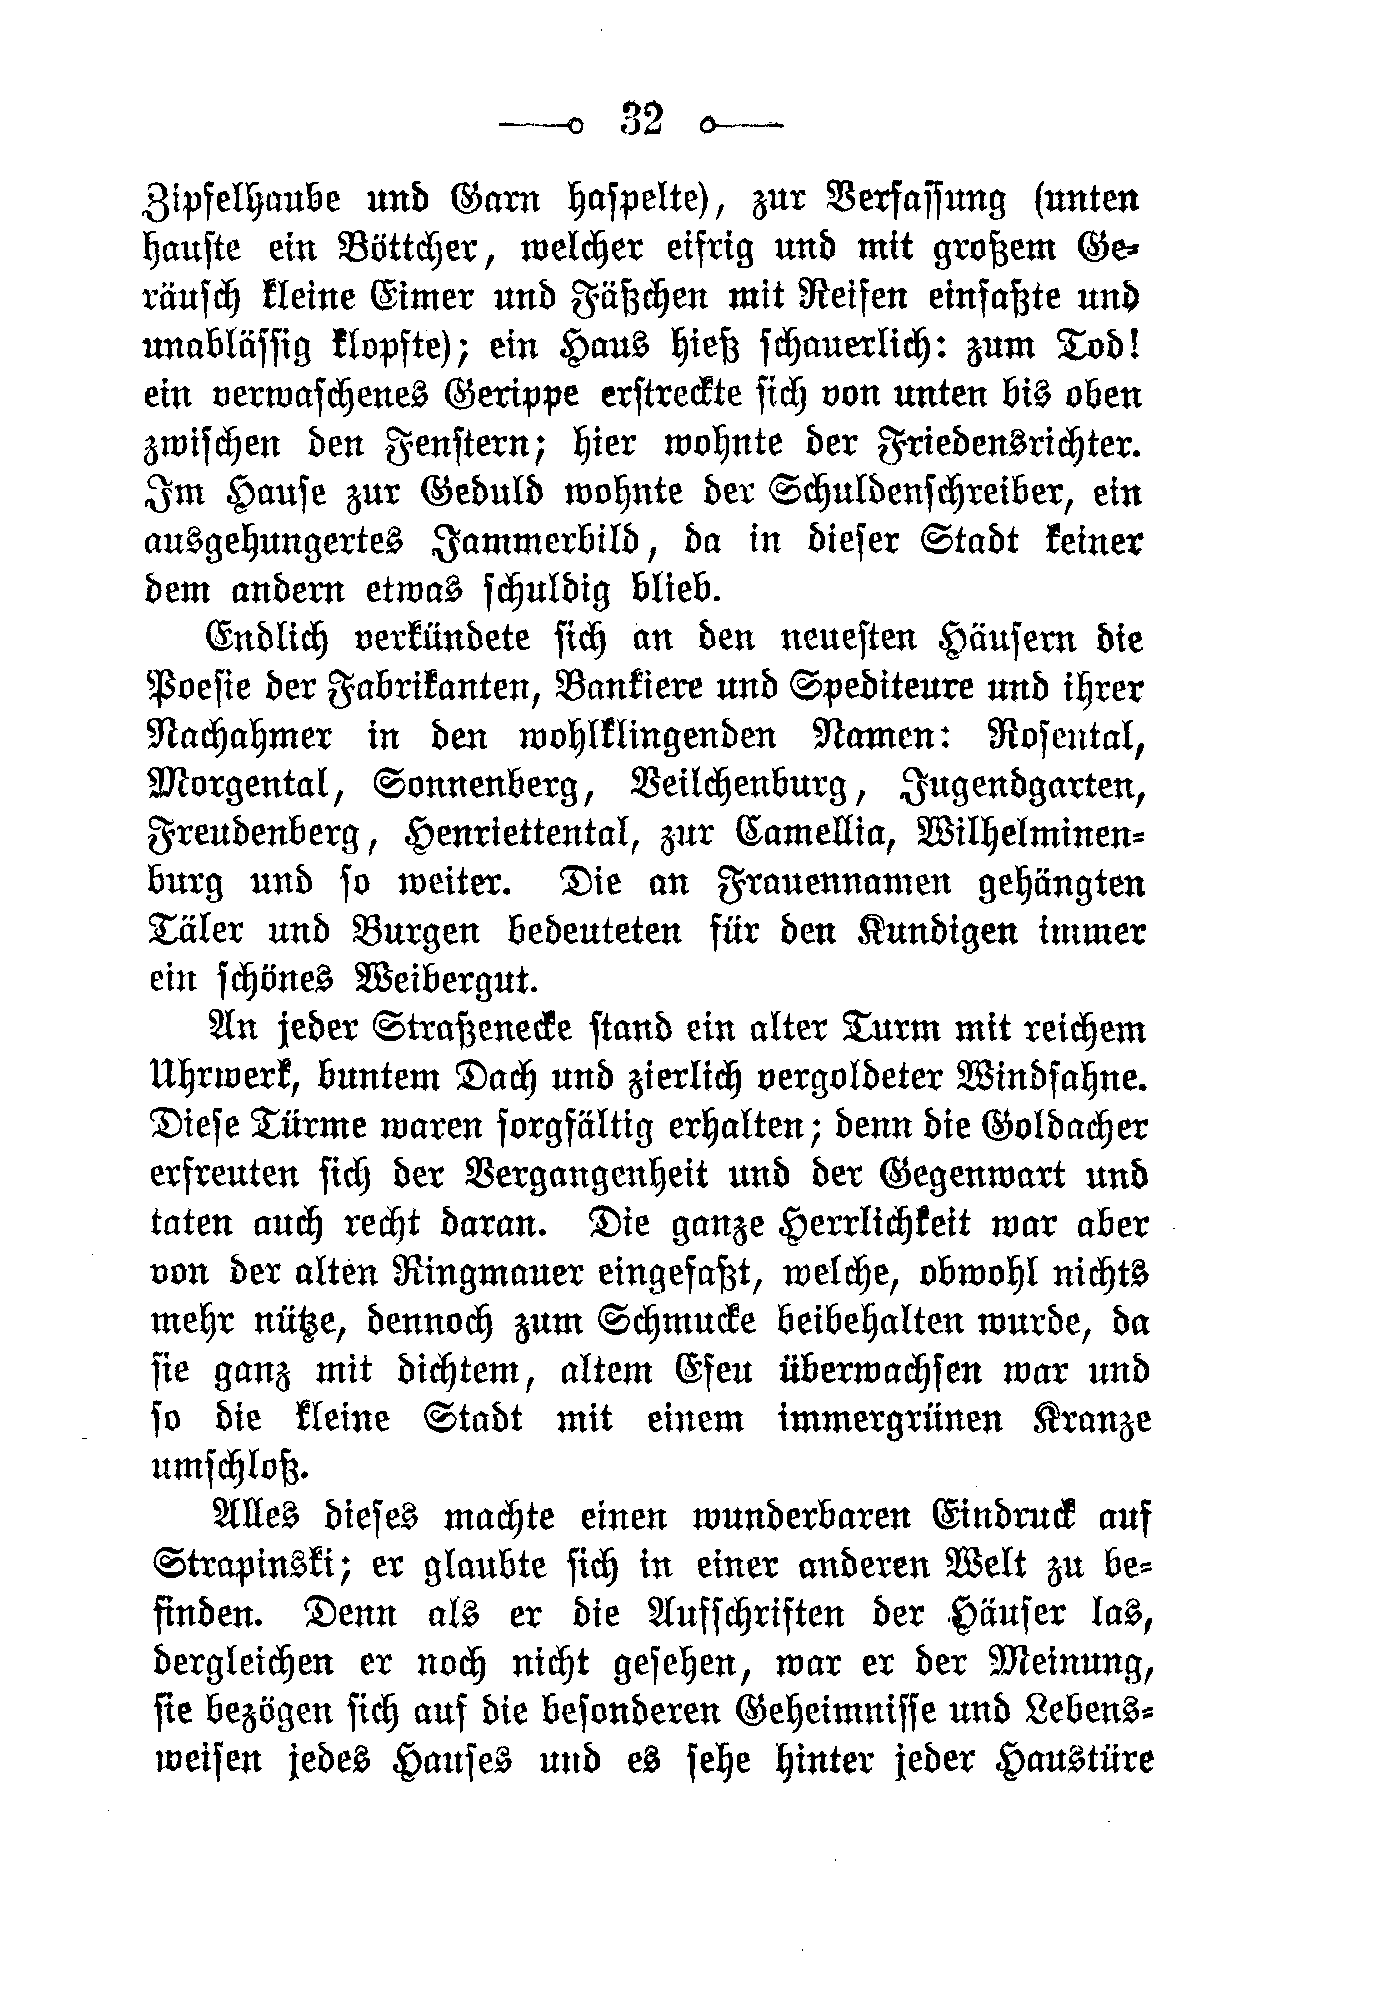 32
Zipfelhaube und Garn haspelte), zur Verfassung (unten
hauste ein Böttcher, welcher eifrig und mit großem Ge-
räusch kleine Eimer und Fäßchen mit Reifen einfaßte und
unablässig klopfte); ein Haus hieß schauerlich: zum Tod!
ein verwaschenes Gerippe erstreckte sich von unten bis oben
zwischen den Fenstern; hier wohnte der Friedensrichter.
Im Hause zur Geduld wohnte der Schuldenschreiber, ein
ausgehungertes Jammerbild, da in dieser Stadt keiner
dem andern etwas schuldig blieb.
Endlich verkündete sich an den neuesten Häusern die
Poesie der Fabrikanten, Bankiere und Spediteure und ihrer
Nachahmer in den wohlklingenden Namen: Rosental,
Morgental, Sonnenberg, Veilchenburg, Jugendgarten,
Freudenberg, Henriettental, zur Camellia, Wilhelminen-
burg und so weiter. Die an Frauennamen gehängten
Täler und Burgen bedeuteten für den Kundigen immer
ein schönes Weibergut.
An jeder Straßenecke stand ein alter Turm mit reichem
Uhrwerk, buntem Dach und zierlich vergoldeter Windfahne.
Diese Türme waren sorgfältig erhalten; denn die Goldacher
erfreuten sich der Vergangenheit und der Gegenwart und
taten auch recht daran. Die ganze Herrlichkeit war aber
von der alten Ringmauer eingefaßt, welche, obwohl nichts
mehr nütze, dennoch zum Schmucke beibehalten wurde, da
sie ganz mit dichtem, altem Efeu überwachsen war und
so die kleine Stadt mit einem immergrünen Kranze
umschloß.
Alles dieses machte einen wunderbaren Eindruck auf
Strapinski; er glaubte sich in einer anderen Welt zu be-
finden. Denn als er die Aufschriften der Häuser las,
dergleichen er noch nicht gesehen, war er der Meinung,
sie bezögen sich auf die besonderen Geheimnisse und Lebens-
weisen jedes Hauses und es sehe hinter jeder Haustüre